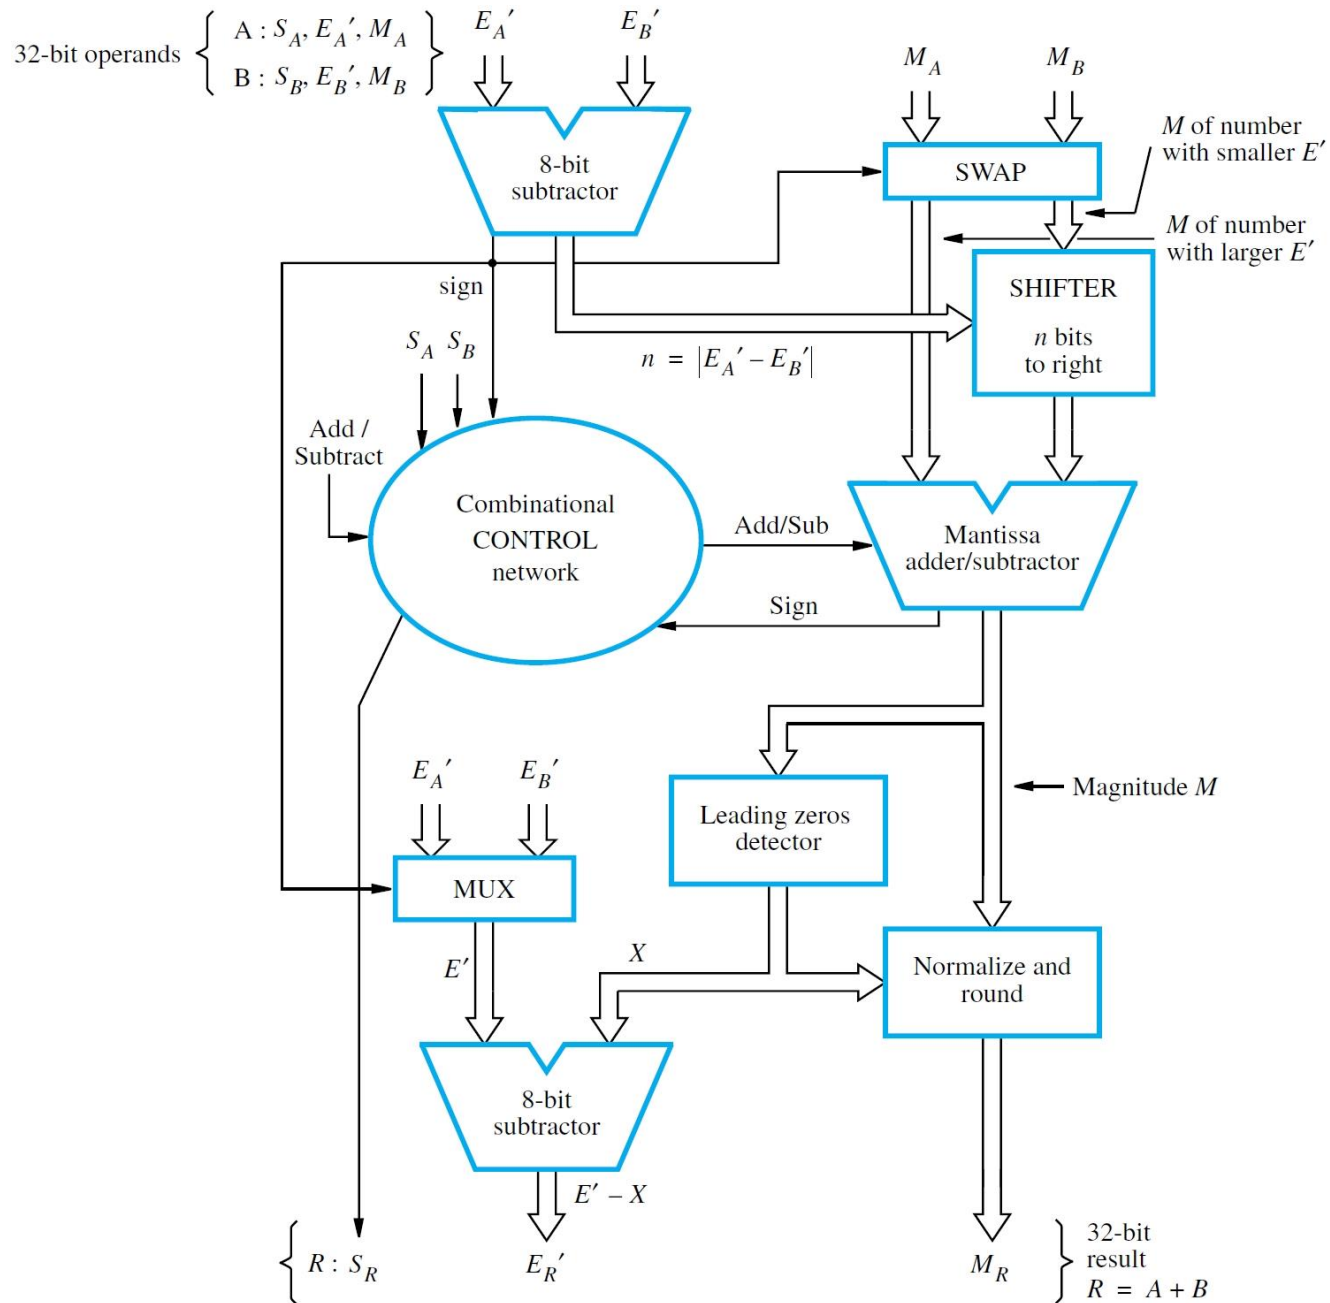 32-bit operands
A : S_A, E_A′, M_A
B : S_B, E_B′, M_B
E_A′
E_B′
8-bit
subtractor
M_A
M_B
SWAP
M of number
with smaller E′
M of number
with larger E′
sign
SHIFTER
n bits
to right
n = |E_A′ – E_B′|
S_A
S_B
Add /
Subtract
Combinational
CONTROL
network
Add/Sub
Mantissa
adder/subtractor
Sign
E_A′
E_B′
MUX
Leading zeros
detector
Magnitude M
E′
X
Normalize and
round
8-bit
subtractor
E′ – X
R : S_R
E_R′
M_R
32-bit
result
R = A + B